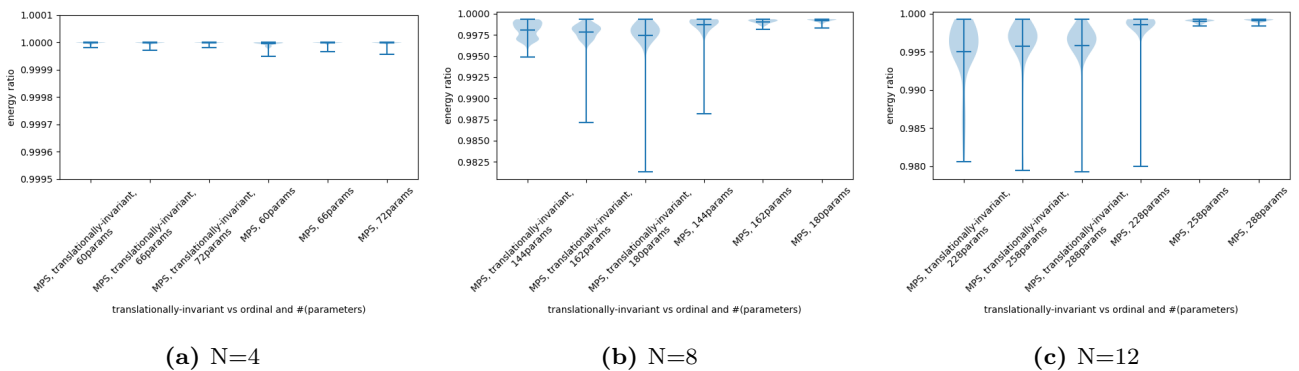 1.0001
1.0000
0.9999
0.9998
0.9997
0.9996
0.9995
energy ratio
MPS, translationally-invariant,
60params
MPS, translationally-invariant,
66params
MPS, translationally-invariant,
72params
MPS, 60params
MPS, 66params
MPS, 72params
translationally-invariant vs ordinal and #(parameters)
(a) N=4
1.0000
0.9975
0.9950
0.9925
0.9900
0.9875
0.9850
0.9825
energy ratio
MPS, translationally-invariant,
144params
MPS, translationally-invariant,
162params
MPS, translationally-invariant,
180params
MPS, 144params
MPS, 162params
MPS, 180params
translationally-invariant vs ordinal and #(parameters)
(b) N=8
1.000
0.995
0.990
0.985
0.980
energy ratio
MPS, translationally-invariant,
228params
MPS, translationally-invariant,
258params
MPS, translationally-invariant,
288params
MPS, 228params
MPS, 258params
MPS, 288params
translationally-invariant vs ordinal and #(parameters)
(c) N=12